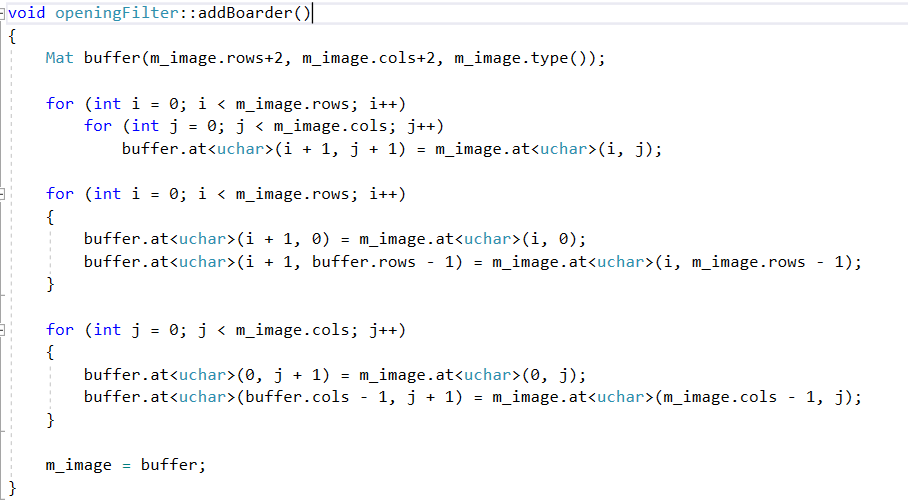 void openingFilter::addBoarder()
{
    Mat buffer(m_image.rows+2, m_image.cols+2, m_image.type());

    for (int i = 0; i < m_image.rows; i++)
        for (int j = 0; j < m_image.cols; j++)
            buffer.at<uchar>(i + 1, j + 1) = m_image.at<uchar>(i, j);

    for (int i = 0; i < m_image.rows; i++)
    {
        buffer.at<uchar>(i + 1, 0) = m_image.at<uchar>(i, 0);
        buffer.at<uchar>(i + 1, buffer.rows - 1) = m_image.at<uchar>(i, m_image.rows - 1);
    }

    for (int j = 0; j < m_image.cols; j++)
    {
        buffer.at<uchar>(0, j + 1) = m_image.at<uchar>(0, j);
        buffer.at<uchar>(buffer.cols - 1, j + 1) = m_image.at<uchar>(m_image.cols - 1, j);
    }

    m_image = buffer;
}